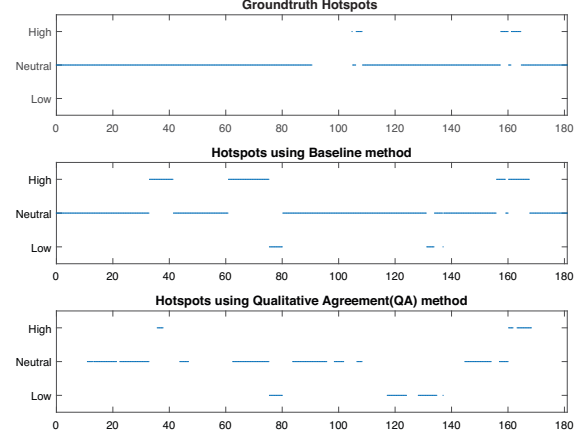 Groundtruth Hotspots
High
Neutral
Low
0 20 40 60 80 100 120 140 160 180
Hotspots using Baseline method
High
Neutral
Low
0 20 40 60 80 100 120 140 160 180
Hotspots using Qualitative Agreement(QA) method
High
Neutral
Low
0 20 40 60 80 100 120 140 160 180